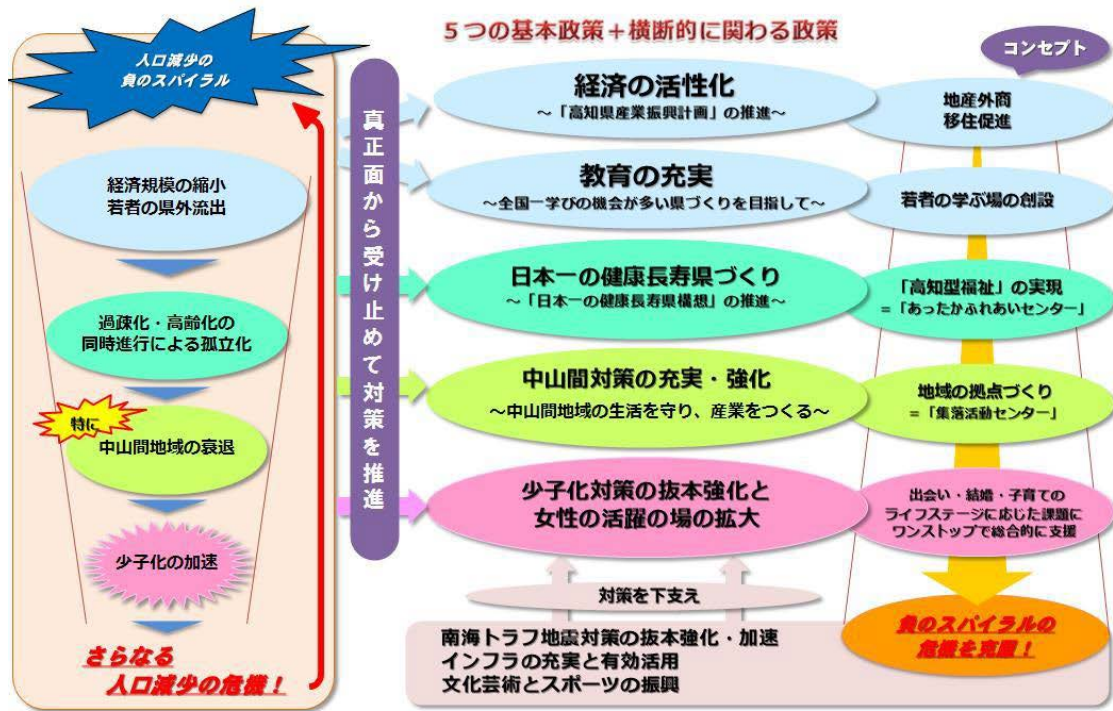 5つの基本政策+横断的に関わる政策
コンセプト
人口減少の
負のスパイラル
経済規模の縮小
若者の県外流出
過疎化・高齢化の
同時進行による孤立化
特に
中山間地域の衰退
少子化の加速
さらなる
人口減少の危機!
真正面から受け止めて対策を推進
経済の活性化
~「高知県産業振興計画」の推進~
地産外商
移住促進
教育の充実
~全国一学びの機会が多い県づくりを目指して~
若者の学ぶ場の創設
日本一の健康長寿県づくり
~「日本一の健康長寿県構想」の推進~
「高知型福祉」の実現
=「あったかふれあいセンター」
中山間対策の充実・強化
~中山間地域の生活を守り、産業をつくる~
地域の拠点づくり
=「集落活動センター」
少子化対策の抜本強化と
女性の活躍の場の拡大
出会い・結婚・子育ての
ライフステージに応じた課題に
ワンストップで総合的に支援
対策を下支え
南海トラフ地震対策の抜本強化・加速
インフラの充実と有効活用
文化芸術とスポーツの振興
負のスパイラルの
危機を克服!